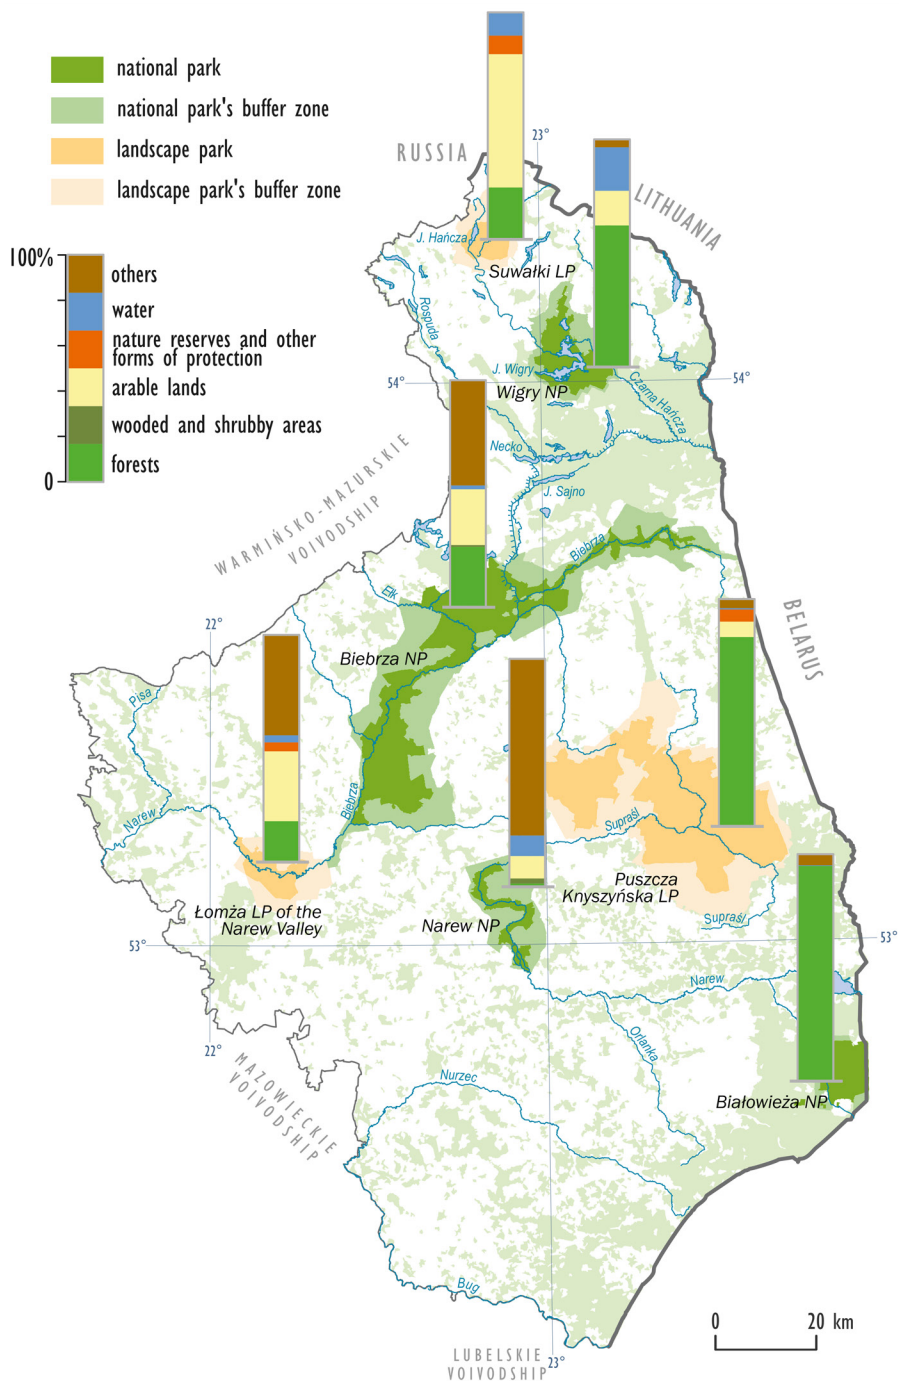 national park
national park's buffer zone
landscape park
landscape park's buffer zone
100%
others
water
nature reserves and other
forms of protection
arable lands
wooded and shrubby areas
forests
0
RUSSIA
23°
LITHUANIA
J. Hańcza
Suwałki LP
Rospuda
J. Wigry
Wigry NP
54°
54°
Czarna Hańcza
WARMIŃSKO-MAZURSKIE
VOIVODSHIP
Necko
J. Sajno
Biebrza
Ełk
BELARUS
22°
Biebrza NP
Pisa
Narew
Biebrza
Supraśl
Puszcza
Knyszyńska LP
Łomża LP of the
Narew Valley
Narew NP
Supraśl
53°
53°
Narew
22°
Orlanka
MAZOWIECKIE
VOIVODSHIP
Nurzec
Białowieża NP
Bug
0 20 km
LUBELSKIE
VOIVODSHIP
23°